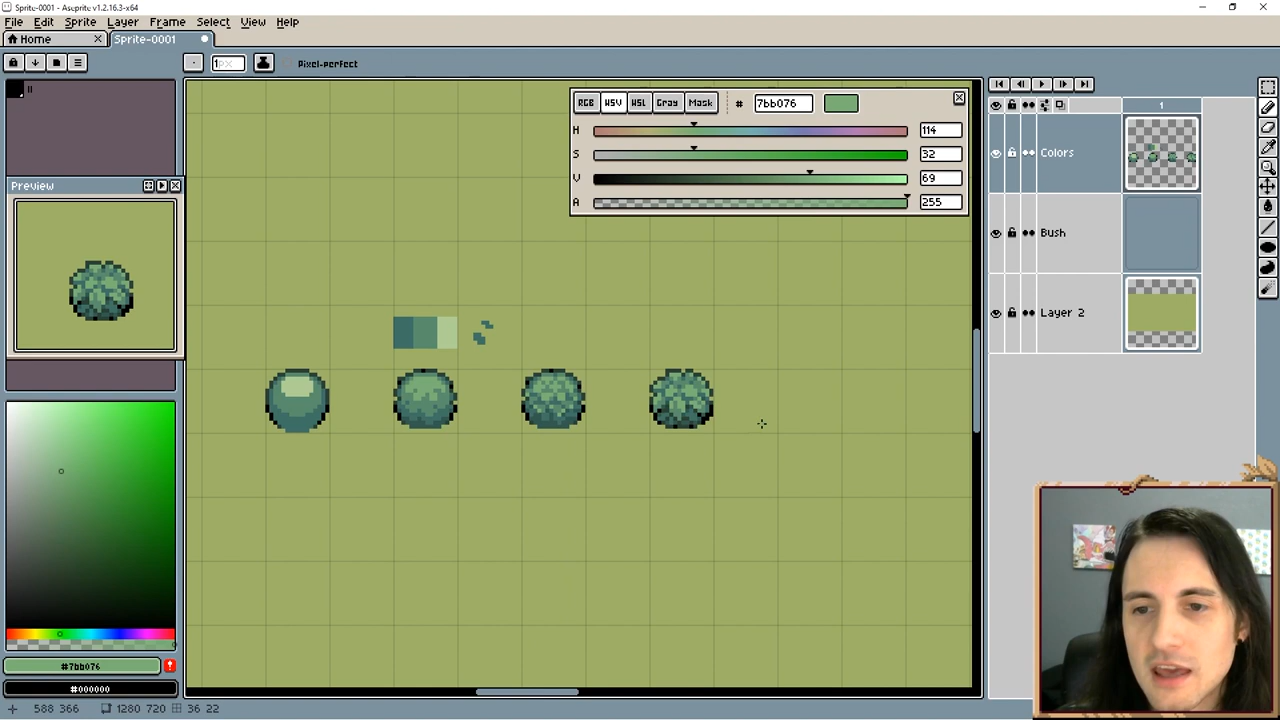 Sprite-0001 - Aseprite v1.2.16.3-x64
File Edit Sprite Layer Frame Select View Help
Home
Sprite-0001
1px
Pixel-perfect
RGB HSV HSL Gray Mask # 7bb076
H 114
S 32
V 69
A 255
1
Colors
Bush
Layer 2
Preview
#7bb076
#000000
588 366 1280 720 36 22